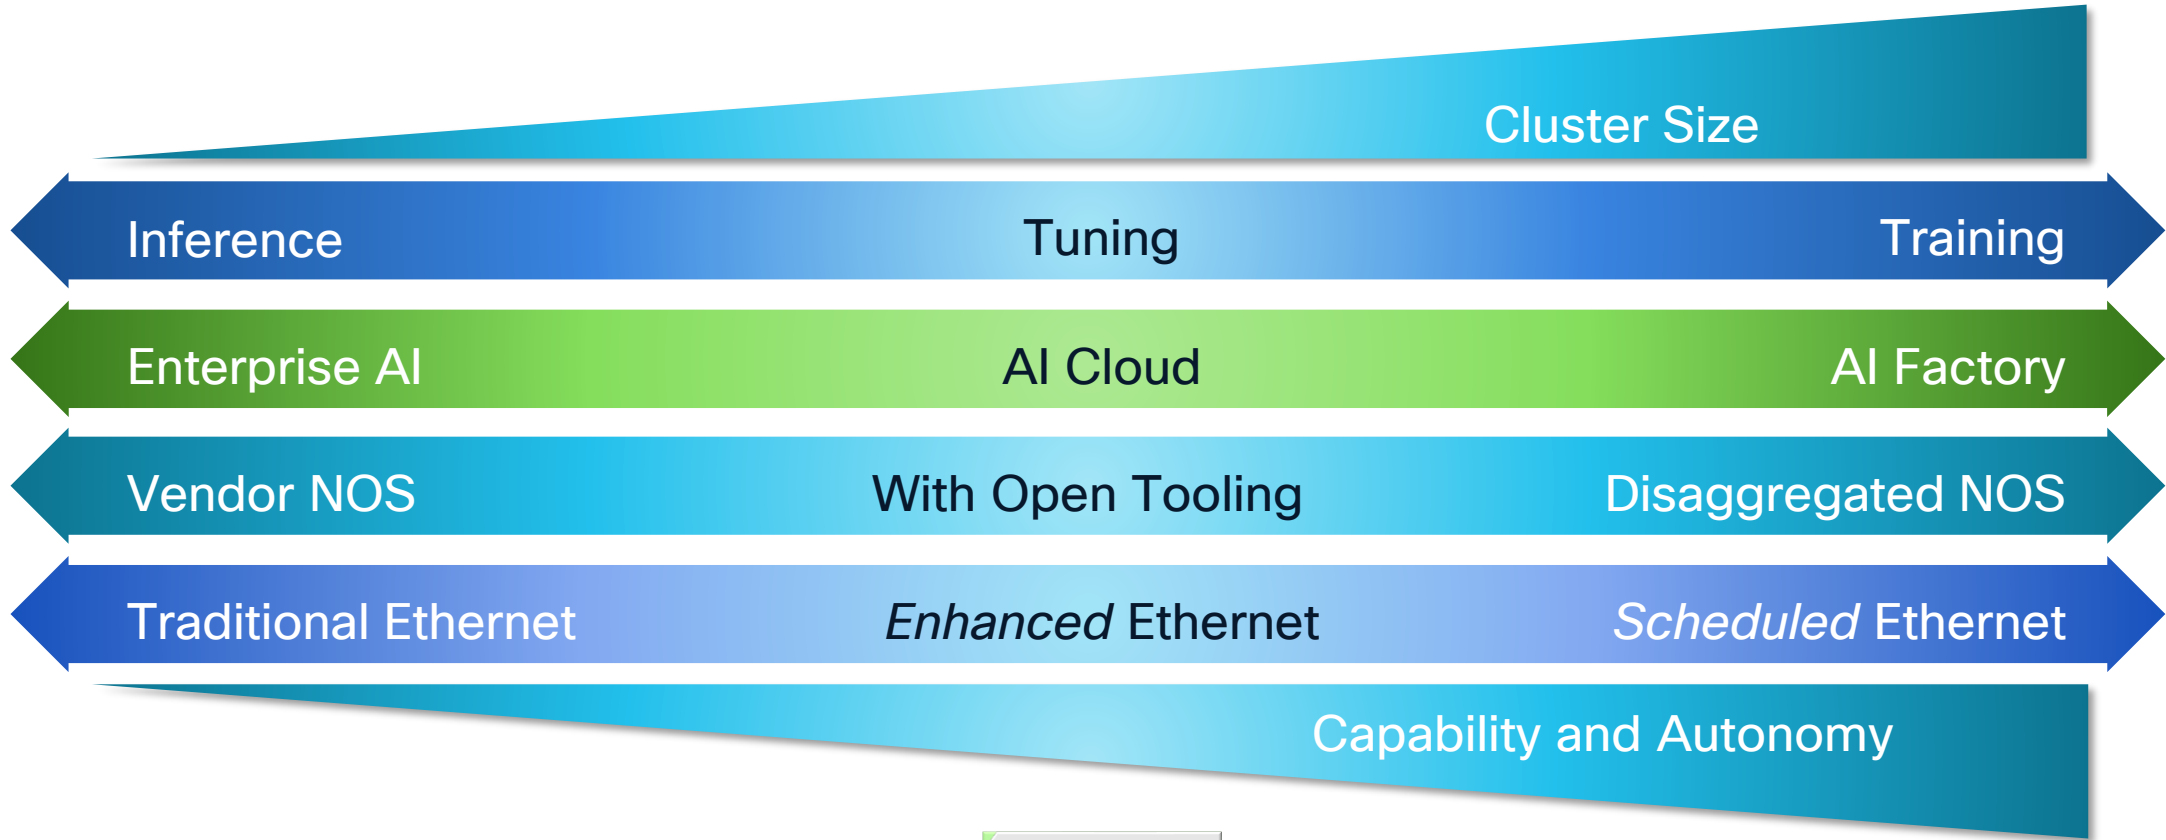 Cluster Size
Inference Tuning Training
Enterprise AI AI Cloud AI Factory
Vendor NOS With Open Tooling Disaggregated NOS
Traditional Ethernet Enhanced Ethernet Scheduled Ethernet
Capability and Autonomy